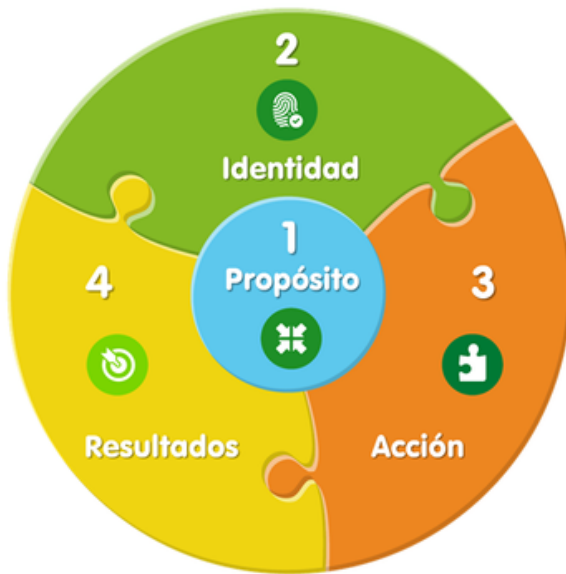 1
Propósito
2
Identidad
3
Acción
4
Resultados